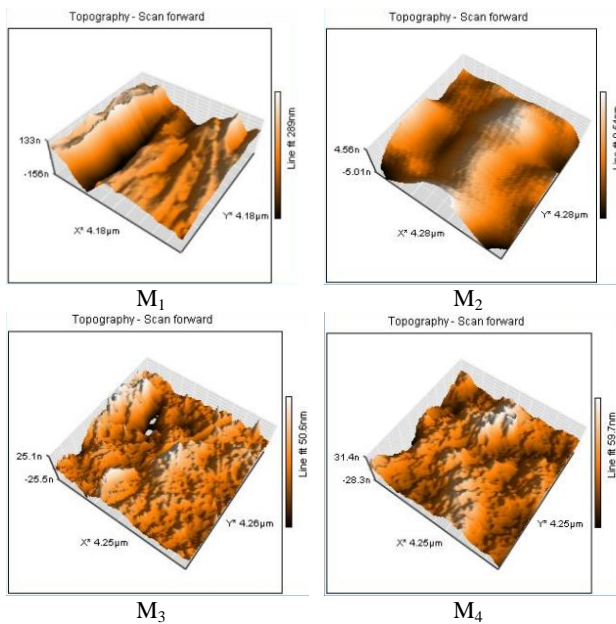 Topography - Scan forward
133n
-156n
X* 4.18µm
Y* 4.18µm
Line fit 289nm
M₁
Topography - Scan forward
4.56n
-5.01n
X* 4.28µm
Y* 4.28µm
Line fit
M₂
Topography - Scan forward
25.1n
-25.5n
X* 4.25µm
Y* 4.26µm
Line fit 50.6nm
M₃
Topography - Scan forward
31.4n
-28.3n
X* 4.25µm
Y* 4.25µm
Line fit 59.7nm
M₄